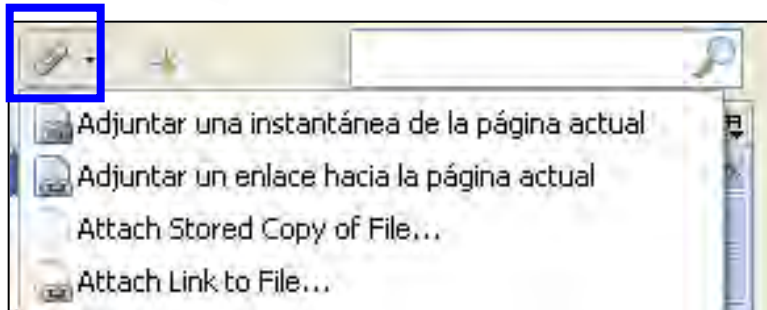 Adjuntar una instantánea de la página actual
Adjuntar un enlace hacia la página actual
Attach Stored Copy of File...
Attach Link to File...